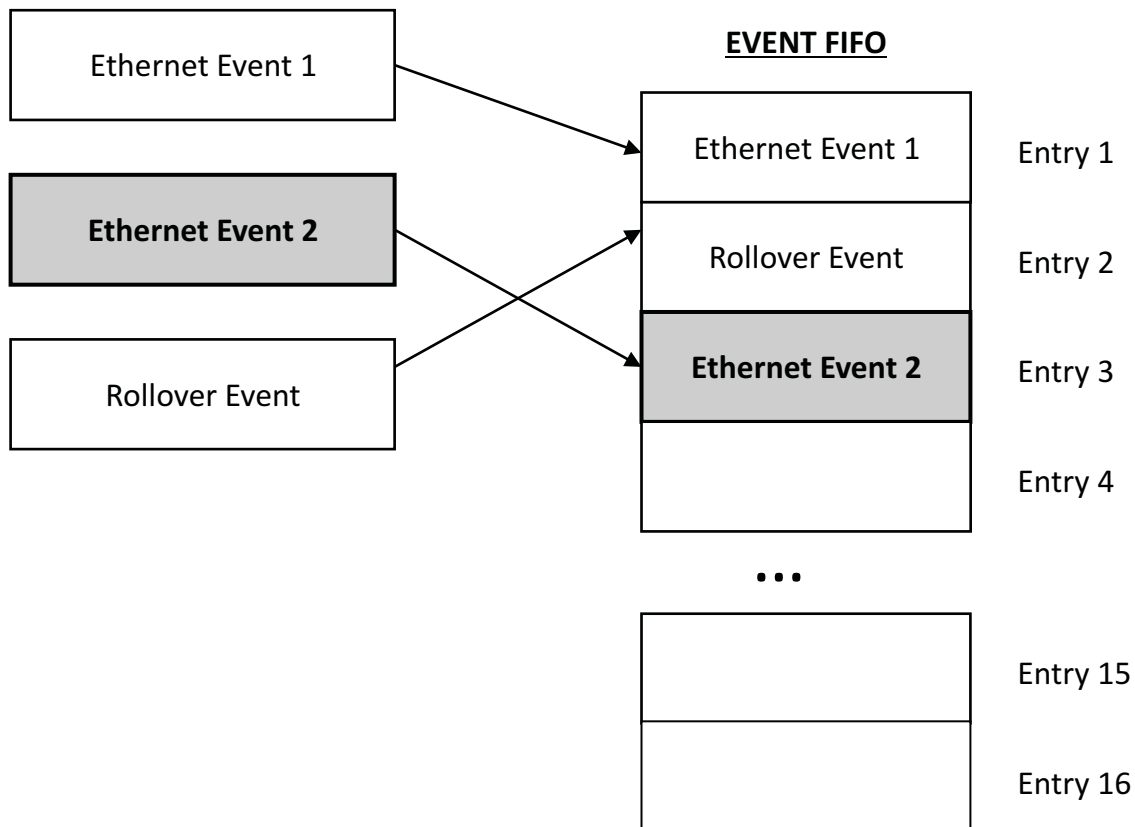 Ethernet Event 1
Ethernet Event 2
Rollover Event
EVENT FIFO
Ethernet Event 1
Entry 1
Rollover Event
Entry 2
Ethernet Event 2
Entry 3
Entry 4
...
Entry 15
Entry 16